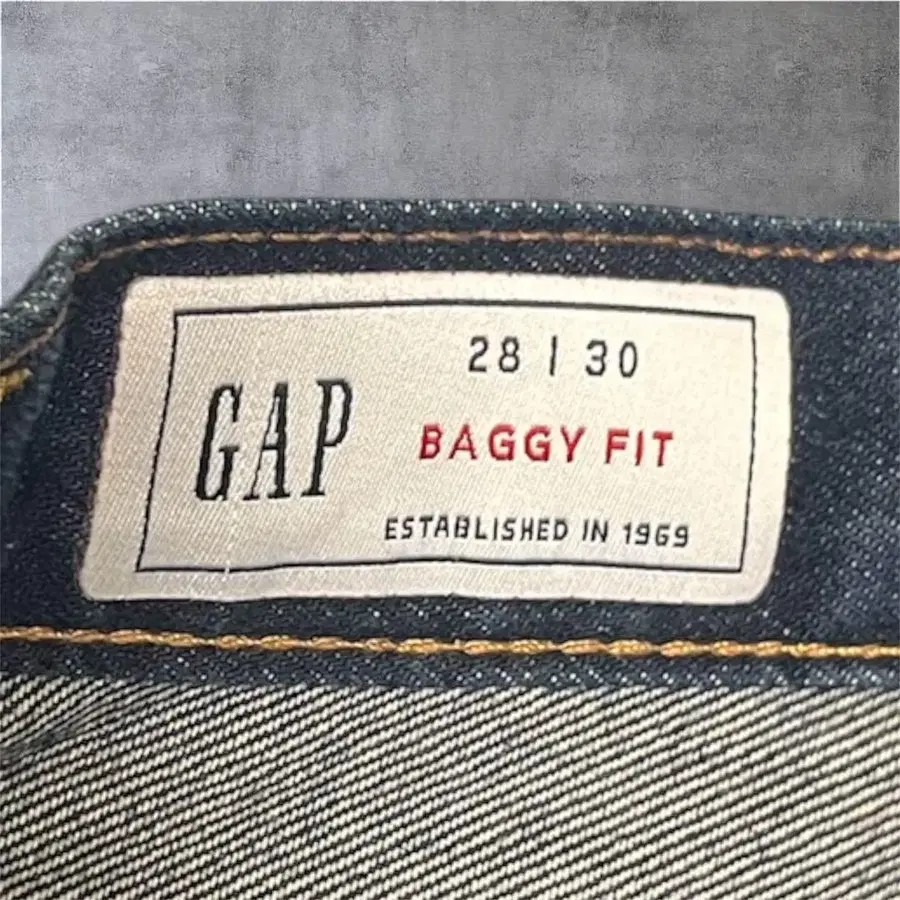 GAP
28 | 30
BAGGY FIT
ESTABLISHED IN 1969